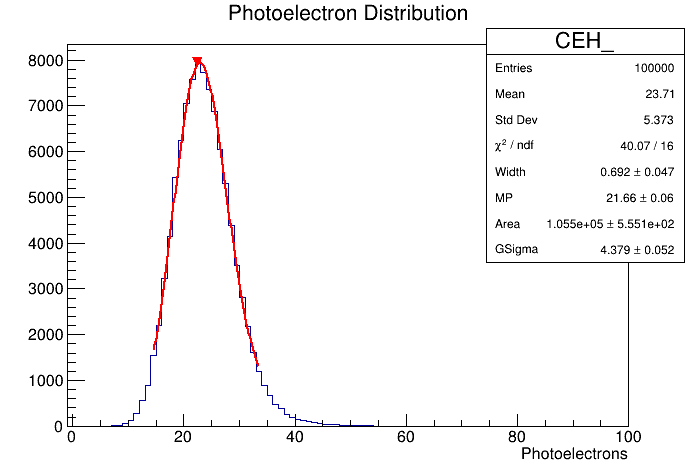 Photoelectron Distribution
CEH_
Entries 100000
Mean 23.71
Std Dev 5.373
χ² / ndf 40.07 / 16
Width 0.692 ± 0.047
MP 21.66 ± 0.06
Area 1.055e+05 ± 5.551e+02
GSigma 4.379 ± 0.052
8000
7000
6000
5000
4000
3000
2000
1000
0
0 20 40 60 80 100
Photoelectrons